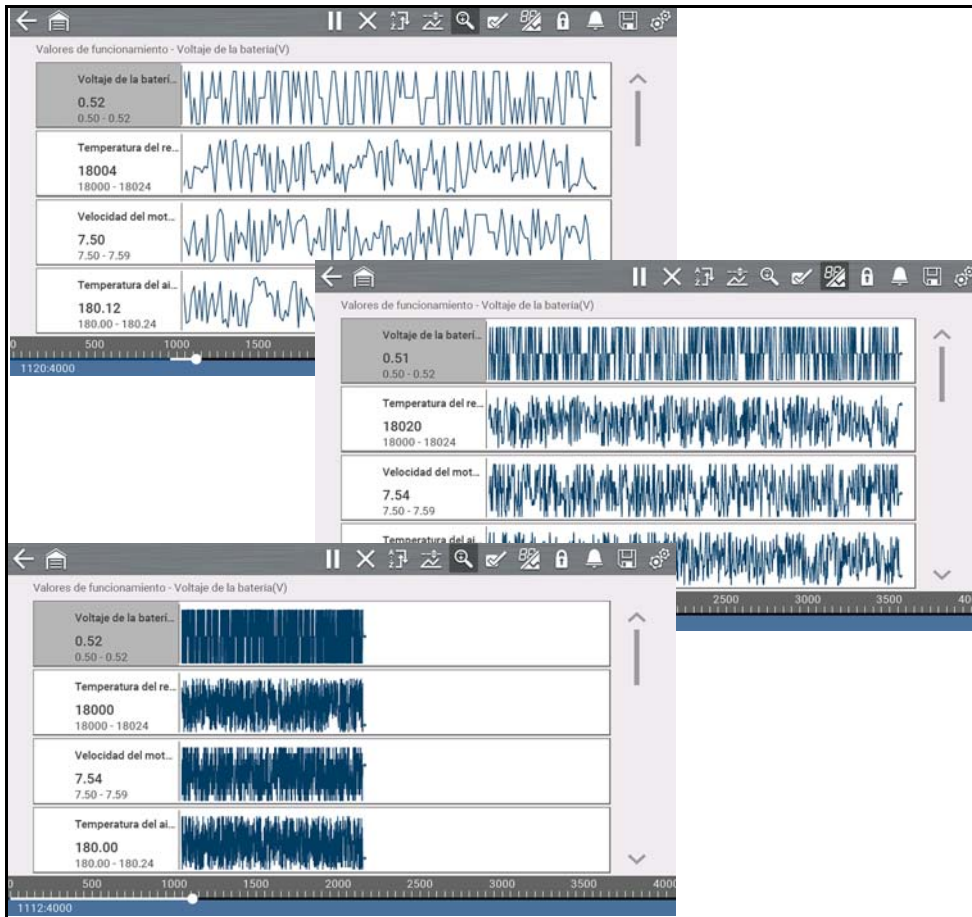 Valores de funcionamiento - Voltaje de la batería(V)
Voltaje de la baterí...
0.52
0.50 - 0.52
Temperatura del re...
18004
18000 - 18024
Velocidad del mot...
7.50
7.50 - 7.59
Temperatura del ai...
180.12
180.00 - 180.24
0 500 1000 1500
1120:4000
Valores de funcionamiento - Voltaje de la batería(V)
Voltaje de la baterí...
0.51
0.50 - 0.52
Temperatura del re...
18020
18000 - 18024
Velocidad del mot...
7.54
7.50 - 7.59
Temperatura del ai...
2500 3000 3500 40
Valores de funcionamiento - Voltaje de la batería(V)
Voltaje de la baterí...
0.52
0.50 - 0.52
Temperatura del re...
18000
18000 - 18024
Velocidad del mot...
7.54
7.50 - 7.59
Temperatura del ai...
180.00
180.00 - 180.24
0 500 1000 1500 2000 2500 3000 3500 4000
1112:4000